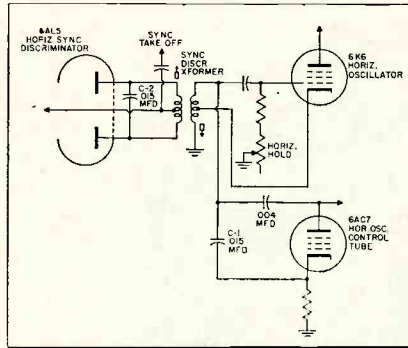 6AL5
HORIZ SYNC
DISCRIMINATOR
SYNC
TAKE OFF
SYNC
DISCR
XFORMER
C-2
015
MFD
6K6
HORIZ.
OSCILLATOR
HORIZ.
HOLD
004
MFD
C-1
015
MFD
6AC7
HOR OSC
CONTROL
TUBE